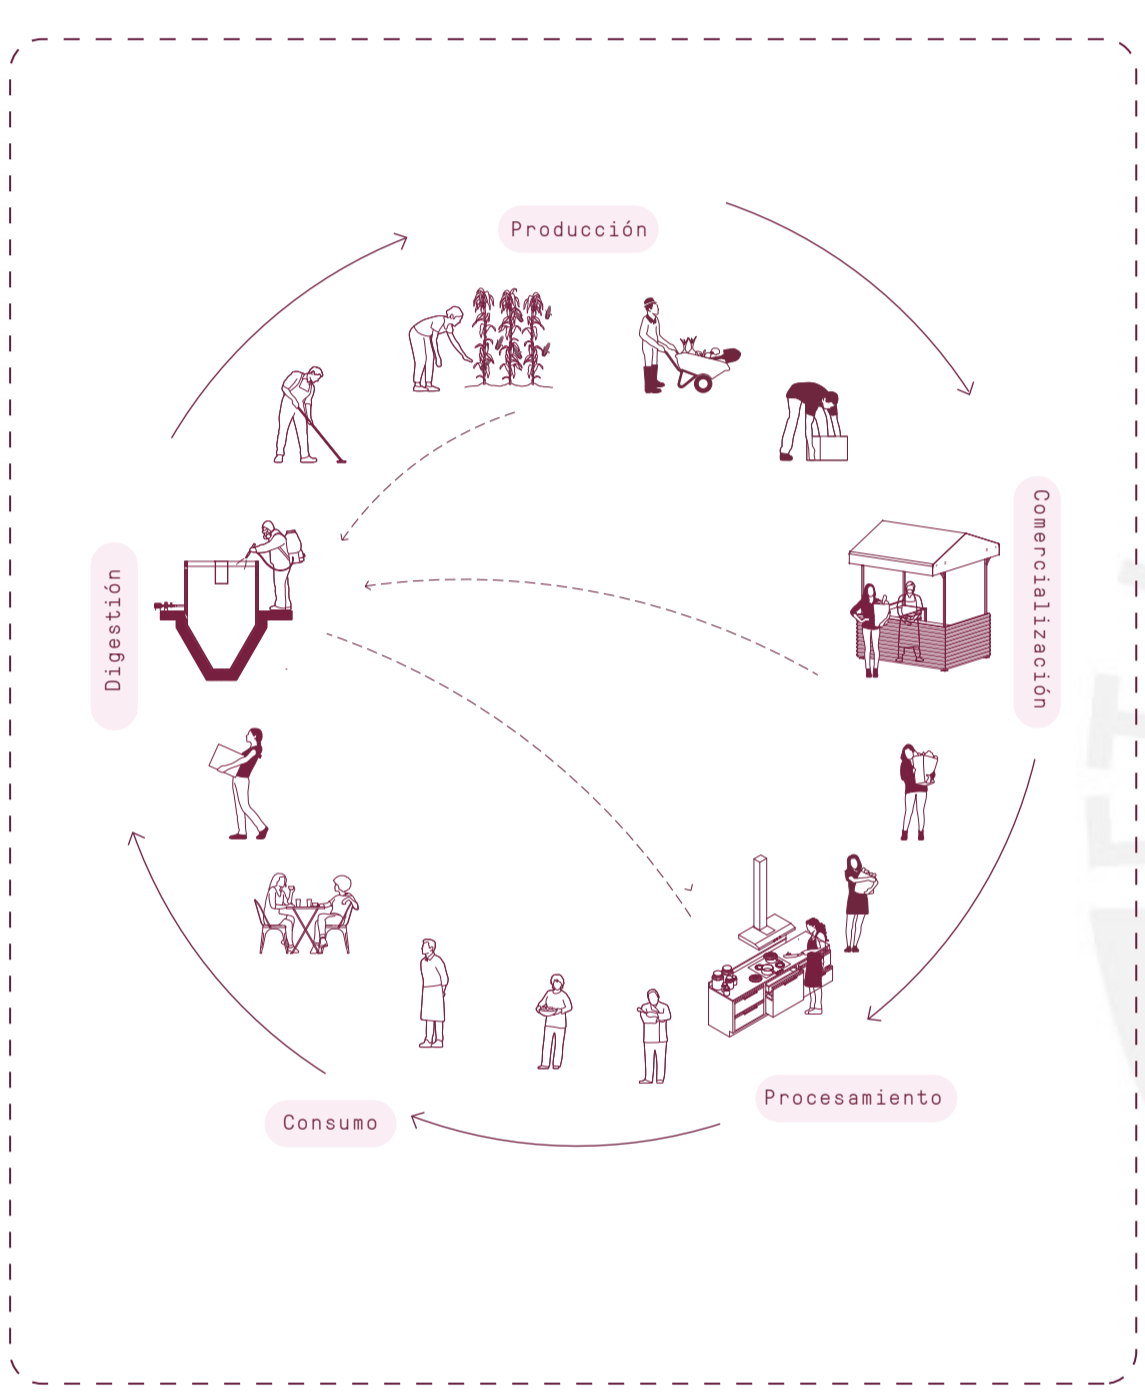 Producción
Comercialización
Procesamiento
Consumo
Digestión